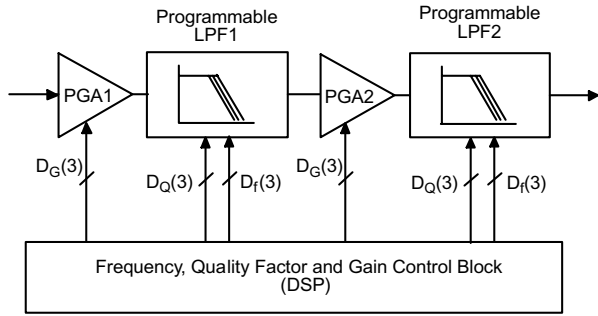 Programmable
LPF1
Programmable
LPF2
PGA1
PGA2
D_G(3)
D_Q(3)
D_f(3)
D_G(3)
D_Q(3)
D_f(3)
Frequency, Quality Factor and Gain Control Block
(DSP)